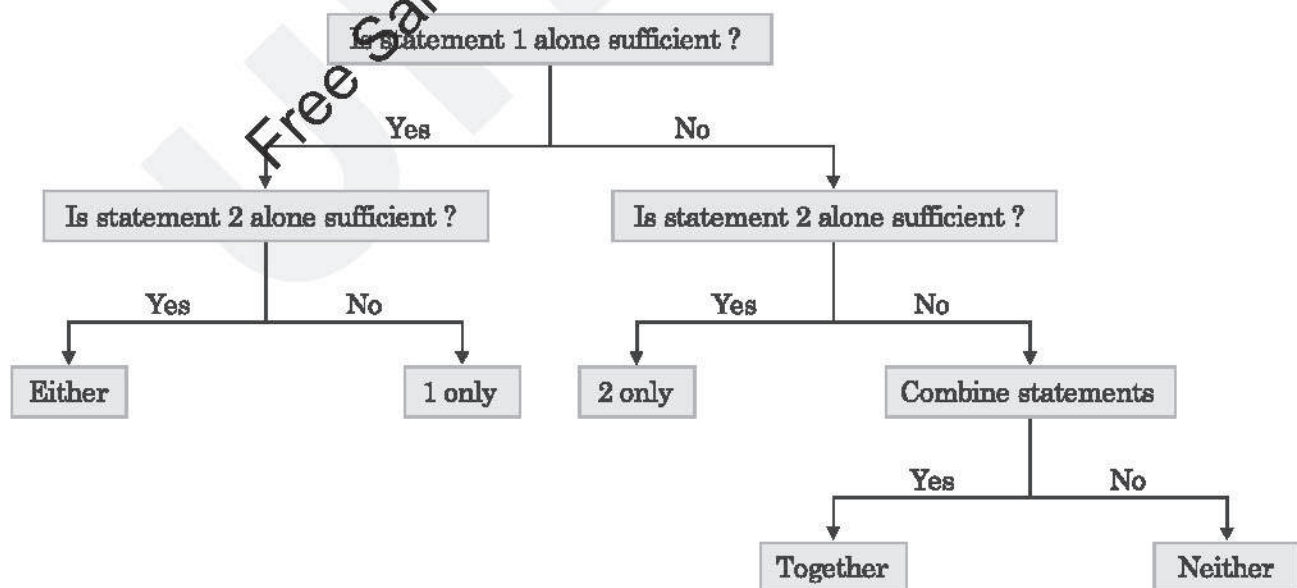 Is statement 1 alone sufficient ?
Free
Yes No
Is statement 2 alone sufficient ? Is statement 2 alone sufficient ?
Yes No Yes No
Either 1 only 2 only Combine statements
Yes No
Together Neither